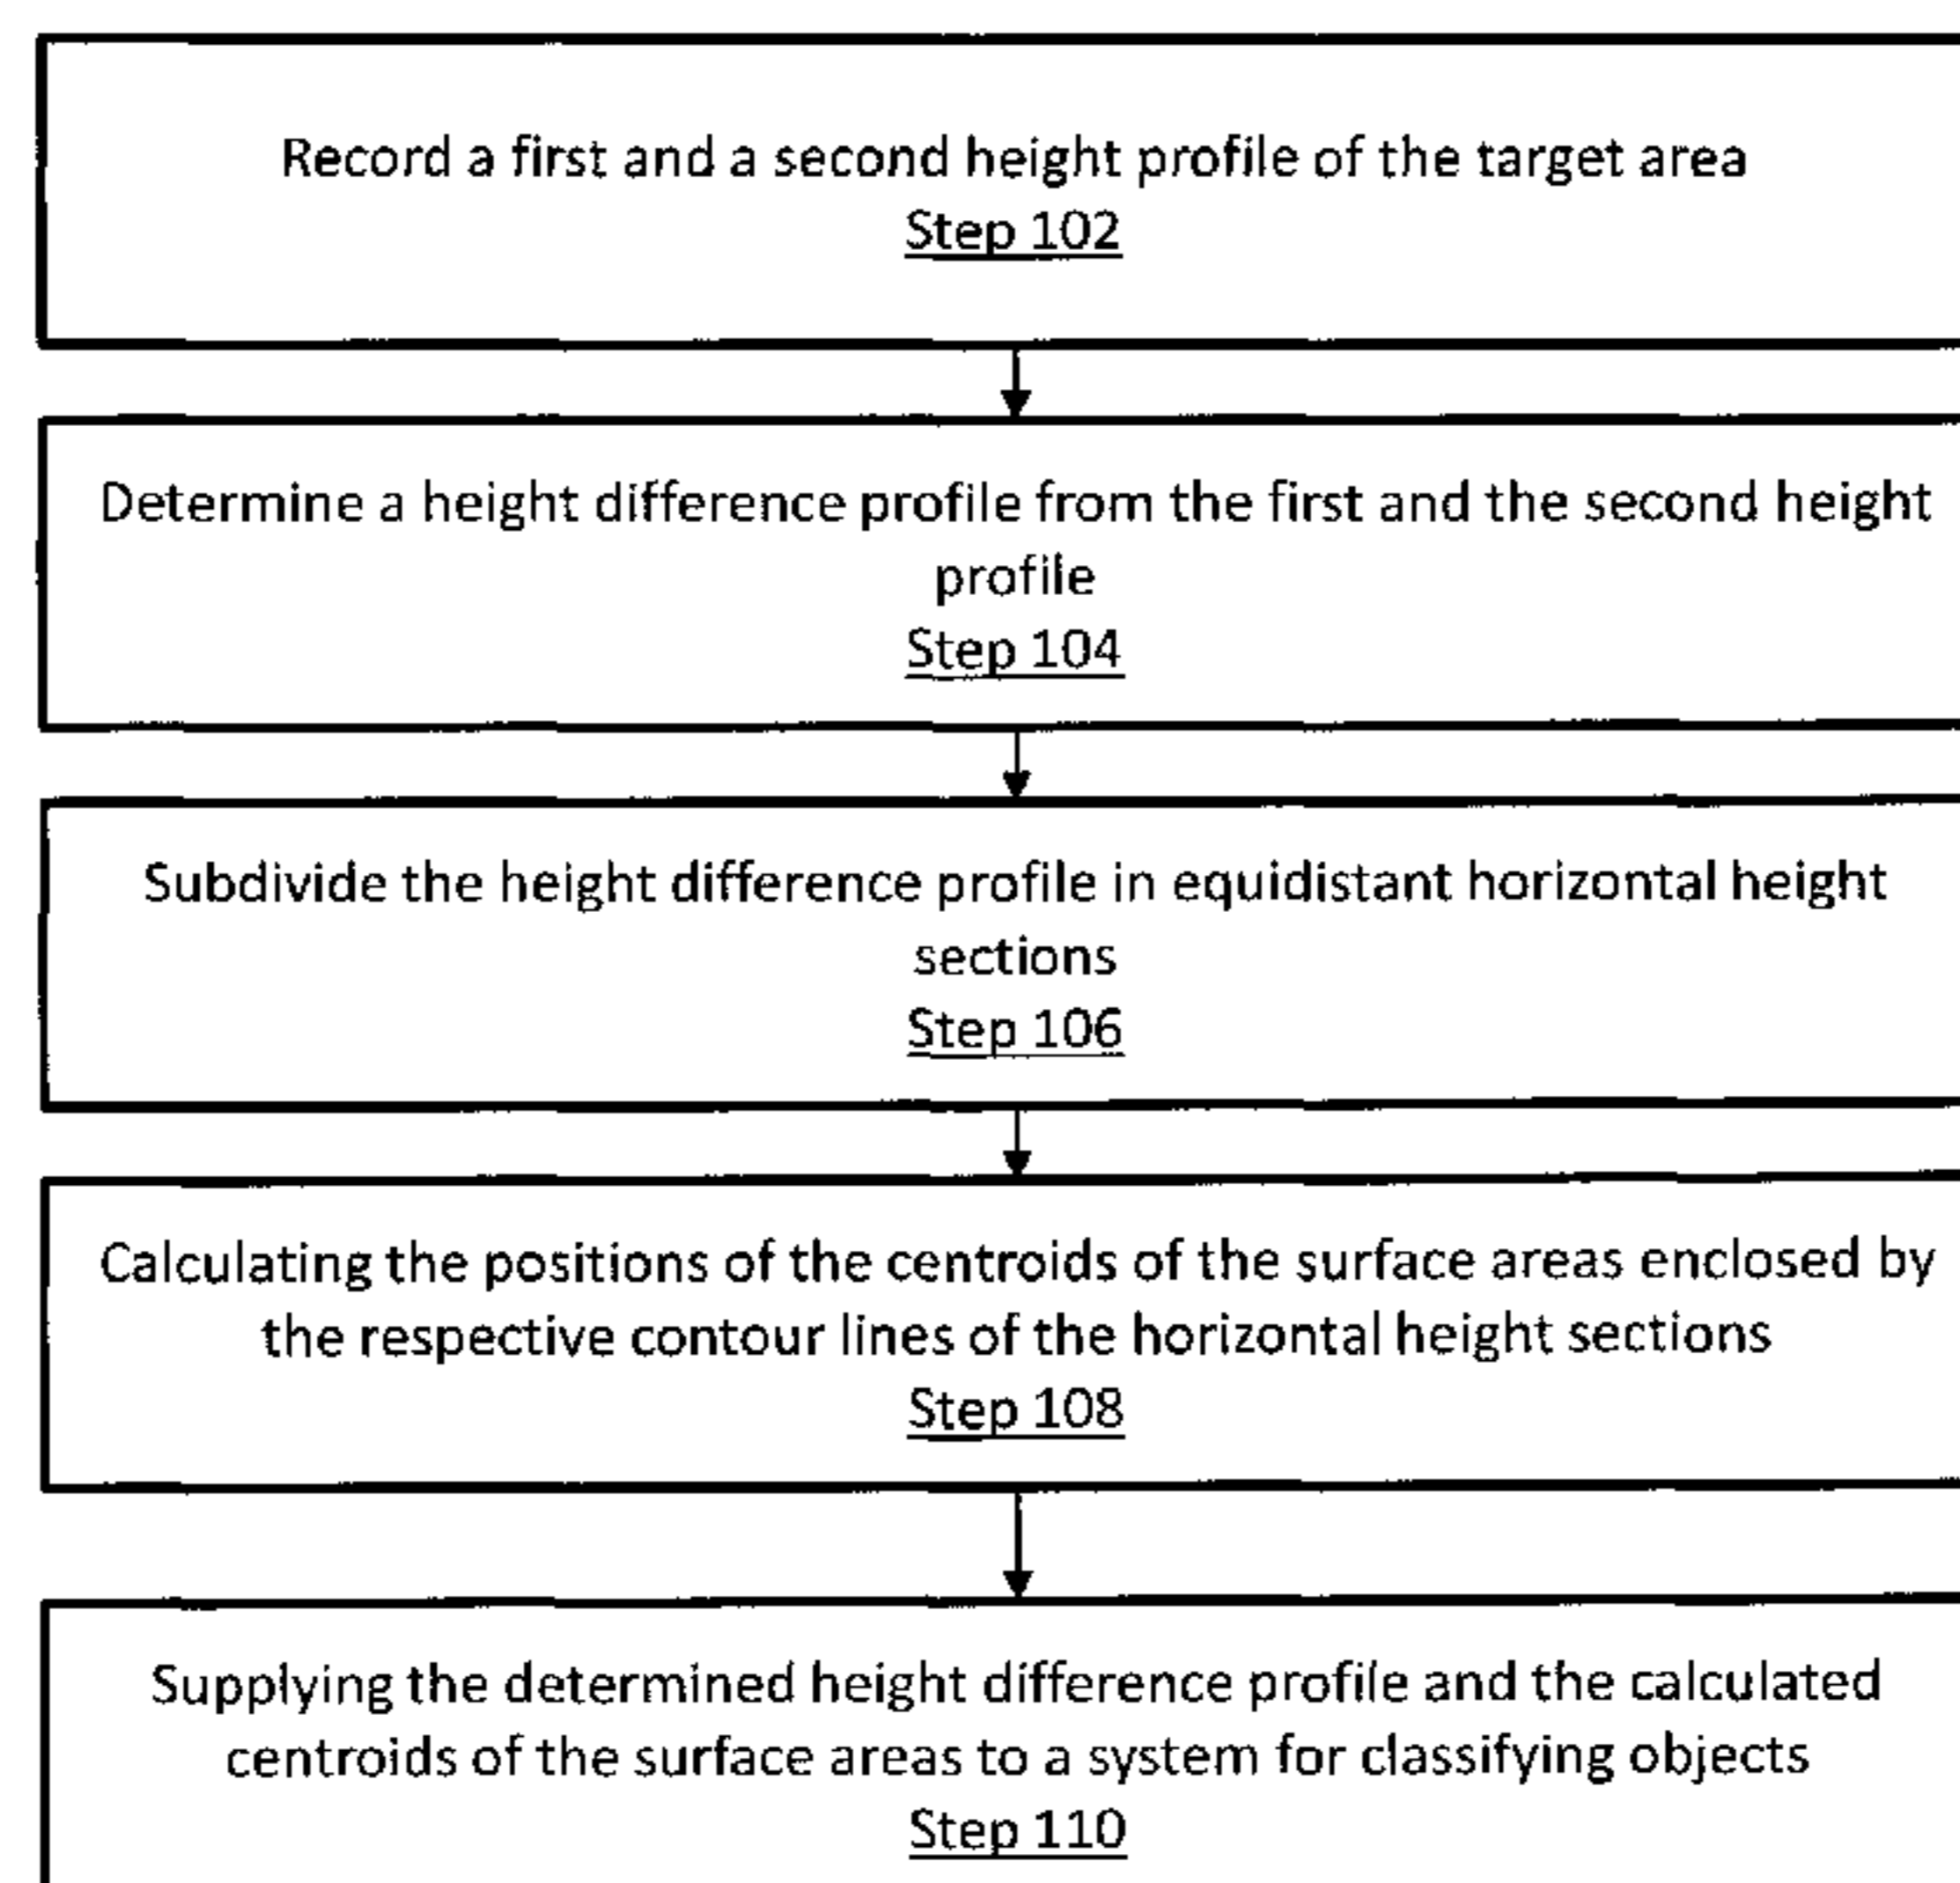 Record a first and a second height profile of the target area
Step 102
Determine a height difference profile from the first and the second height
profile
Step 104
Subdivide the height difference profile in equidistant horizontal height
sections
Step 106
Calculating the positions of the centroids of the surface areas enclosed by
the respective contour lines of the horizontal height sections
Step 108
Supplying the determined height difference profile and the calculated
centroids of the surface areas to a system for classifying objects
Step 110